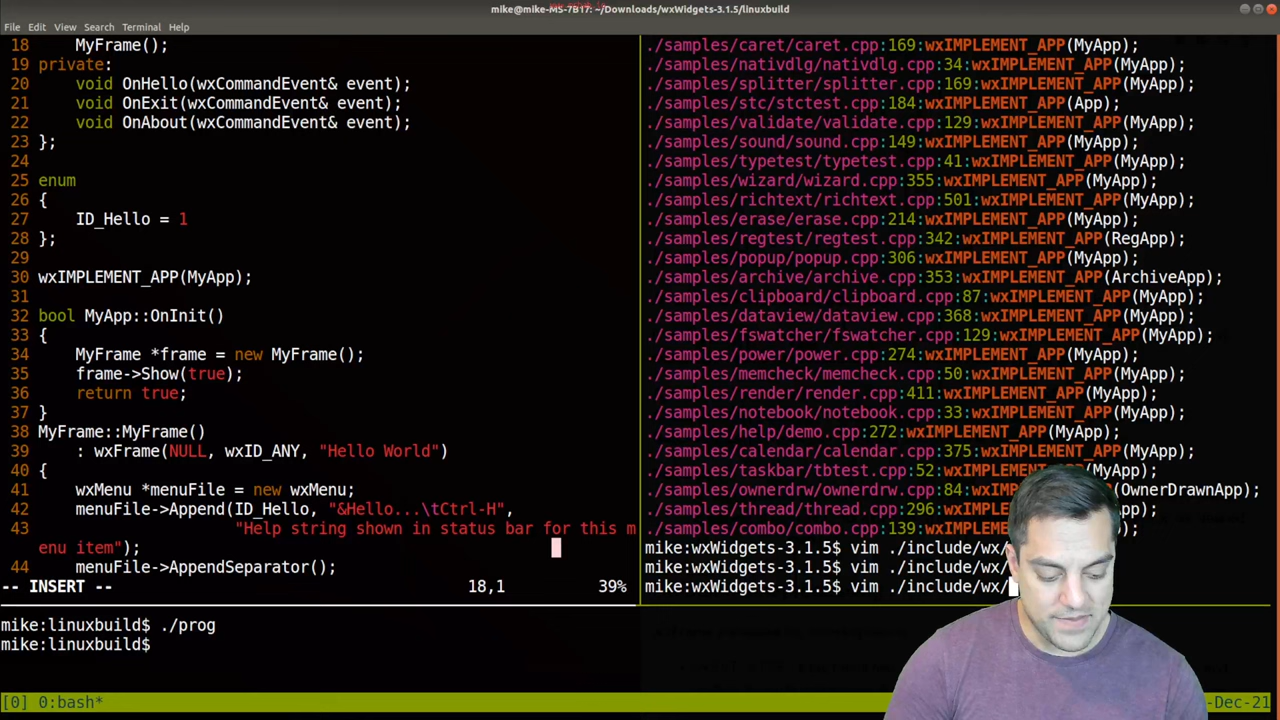 mike@mike-MS-7B17: ~/Downloads/wxWidgets-3.1.5/linuxbuild
File Edit View Search Terminal Help
18 MyFrame();
19 private:
20 void OnHello(wxCommandEvent& event);
21 void OnExit(wxCommandEvent& event);
22 void OnAbout(wxCommandEvent& event);
23 };
24
25 enum
26 {
27 ID_Hello = 1
28 };
29
30 wxIMPLEMENT_APP(MyApp);
31
32 bool MyApp::OnInit()
33 {
34 MyFrame *frame = new MyFrame();
35 frame->Show(true);
36 return true;
37 }
38 MyFrame::MyFrame()
39 : wxFrame(NULL, wxID_ANY, "Hello World")
40 {
41 wxMenu *menuFile = new wxMenu;
42 menuFile->Append(ID_Hello, "&Hello...\tCtrl-H",
43 "Help string shown in status bar for this m
enu item");
44 menuFile->AppendSeparator();
-- INSERT -- 18,1 39%
./samples/caret/caret.cpp:169:wxIMPLEMENT_APP(MyApp);
./samples/nativdlg/nativdlg.cpp:34:wxIMPLEMENT_APP(MyApp);
./samples/splitter/splitter.cpp:169:wxIMPLEMENT_APP(MyApp);
./samples/stc/stctest.cpp:184:wxIMPLEMENT_APP(App);
./samples/validate/validate.cpp:129:wxIMPLEMENT_APP(MyApp);
./samples/sound/sound.cpp:149:wxIMPLEMENT_APP(MyApp);
./samples/typetest/typetest.cpp:41:wxIMPLEMENT_APP(MyApp);
./samples/wizard/wizard.cpp:355:wxIMPLEMENT_APP(MyApp);
./samples/richtext/richtext.cpp:501:wxIMPLEMENT_APP(MyApp);
./samples/erase/erase.cpp:214:wxIMPLEMENT_APP(MyApp);
./samples/regtest/regtest.cpp:342:wxIMPLEMENT_APP(RegApp);
./samples/popup/popup.cpp:306:wxIMPLEMENT_APP(MyApp);
./samples/archive/archive.cpp:353:wxIMPLEMENT_APP(ArchiveApp);
./samples/clipboard/clipboard.cpp:87:wxIMPLEMENT_APP(MyApp);
./samples/dataview/dataview.cpp:368:wxIMPLEMENT_APP(MyApp);
./samples/fswatcher/fswatcher.cpp:129:wxIMPLEMENT_APP(MyApp);
./samples/power/power.cpp:274:wxIMPLEMENT_APP(MyApp);
./samples/memcheck/memcheck.cpp:50:wxIMPLEMENT_APP(MyApp);
./samples/render/render.cpp:411:wxIMPLEMENT_APP(MyApp);
./samples/notebook/notebook.cpp:33:wxIMPLEMENT_APP(MyApp);
./samples/help/demo.cpp:272:wxIMPLEMENT_APP(MyApp);
./samples/calendar/calendar.cpp:375:wxIMPLEMENT_APP(MyApp);
./samples/taskbar/tbtest.cpp:52:wxIMPLEMENT_APP(MyApp);
./samples/ownerdrw/ownerdrw.cpp:84:wxIMPLEMENT_APP(OwnerDrawnApp);
./samples/thread/thread.cpp:296:wxIMPLEMENT_APP(MyApp);
./samples/combo/combo.cpp:139:wxIMPLEME
mike:wxWidgets-3.1.5$ vim ./include/wx/
mike:wxWidgets-3.1.5$ vim ./include/wx/
mike:wxWidgets-3.1.5$ vim ./include/wx/
mike:linuxbuild$ ./prog
mike:linuxbuild$
[0] 0:bash* -Dec-21